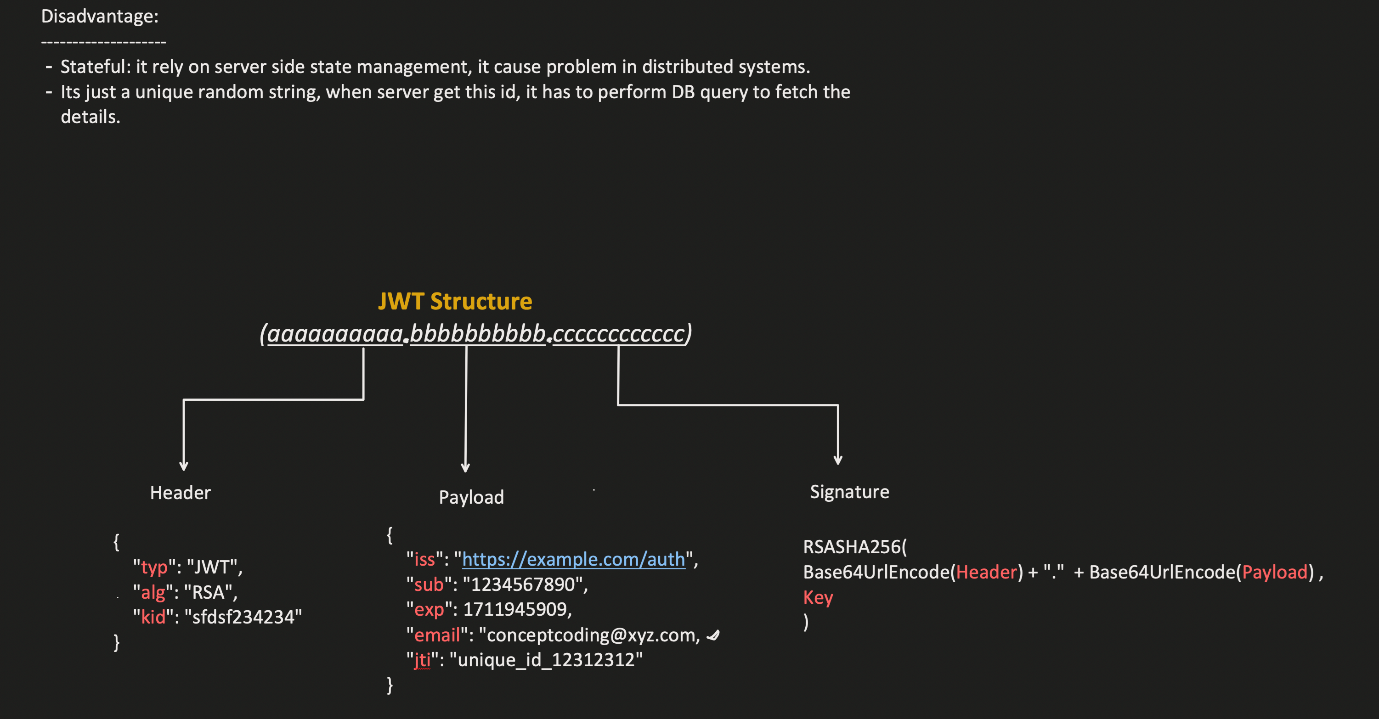 Disadvantage:
--------------------
- Stateful: it rely on server side state management, it cause problem in distributed systems.
- Its just a unique random string, when server get this id, it has to perform DB query to fetch the
details.
JWT Structure
(aaaaaaaaaa.bbbbbbbbbb.cccccccccccc)
Header
{
"typ": "JWT",
"alg": "RSA",
"kid": "sfdsf234234"
}
Payload
{
"iss": "https://example.com/auth",
"sub": "1234567890",
"exp": 1711945909,
"email": "conceptcoding@xyz.com,
"jti": "unique_id_12312312"
}
Signature
RSASHA256(
Base64UrlEncode(Header) + "." + Base64UrlEncode(Payload) ,
Key
)